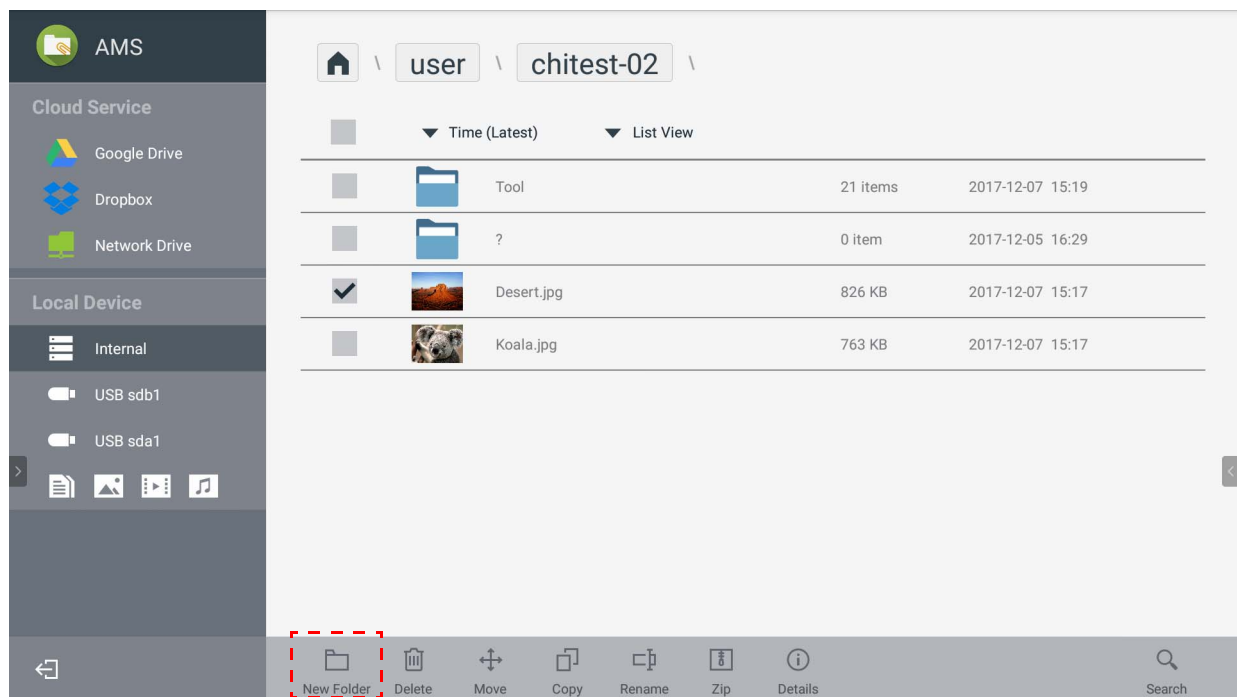 AMS
Cloud Service
Google Drive
Dropbox
Network Drive
Local Device
Internal
USB sdb1
USB sda1
\ user \ chitest-02 \
Time (Latest) List View
Tool 21 items 2017-12-07 15:19
? 0 item 2017-12-05 16:29
Desert.jpg 826 KB 2017-12-07 15:17
Koala.jpg 763 KB 2017-12-07 15:17
New Folder Delete Move Copy Rename Zip Details Search